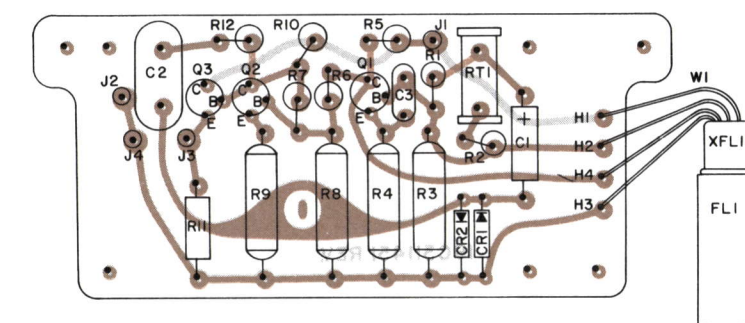 R12
R10
R5
J1
Q1
R1
C2
Q3
Q2
R7
R6
RT1
W1
J2
C
C
C
C3
B
B
B
E
E
E
+
H1
XFL1
J4
J3
R2
C1
H2
H4
R9
R8
R4
R3
H3
FL1
R11
CR2
CR1